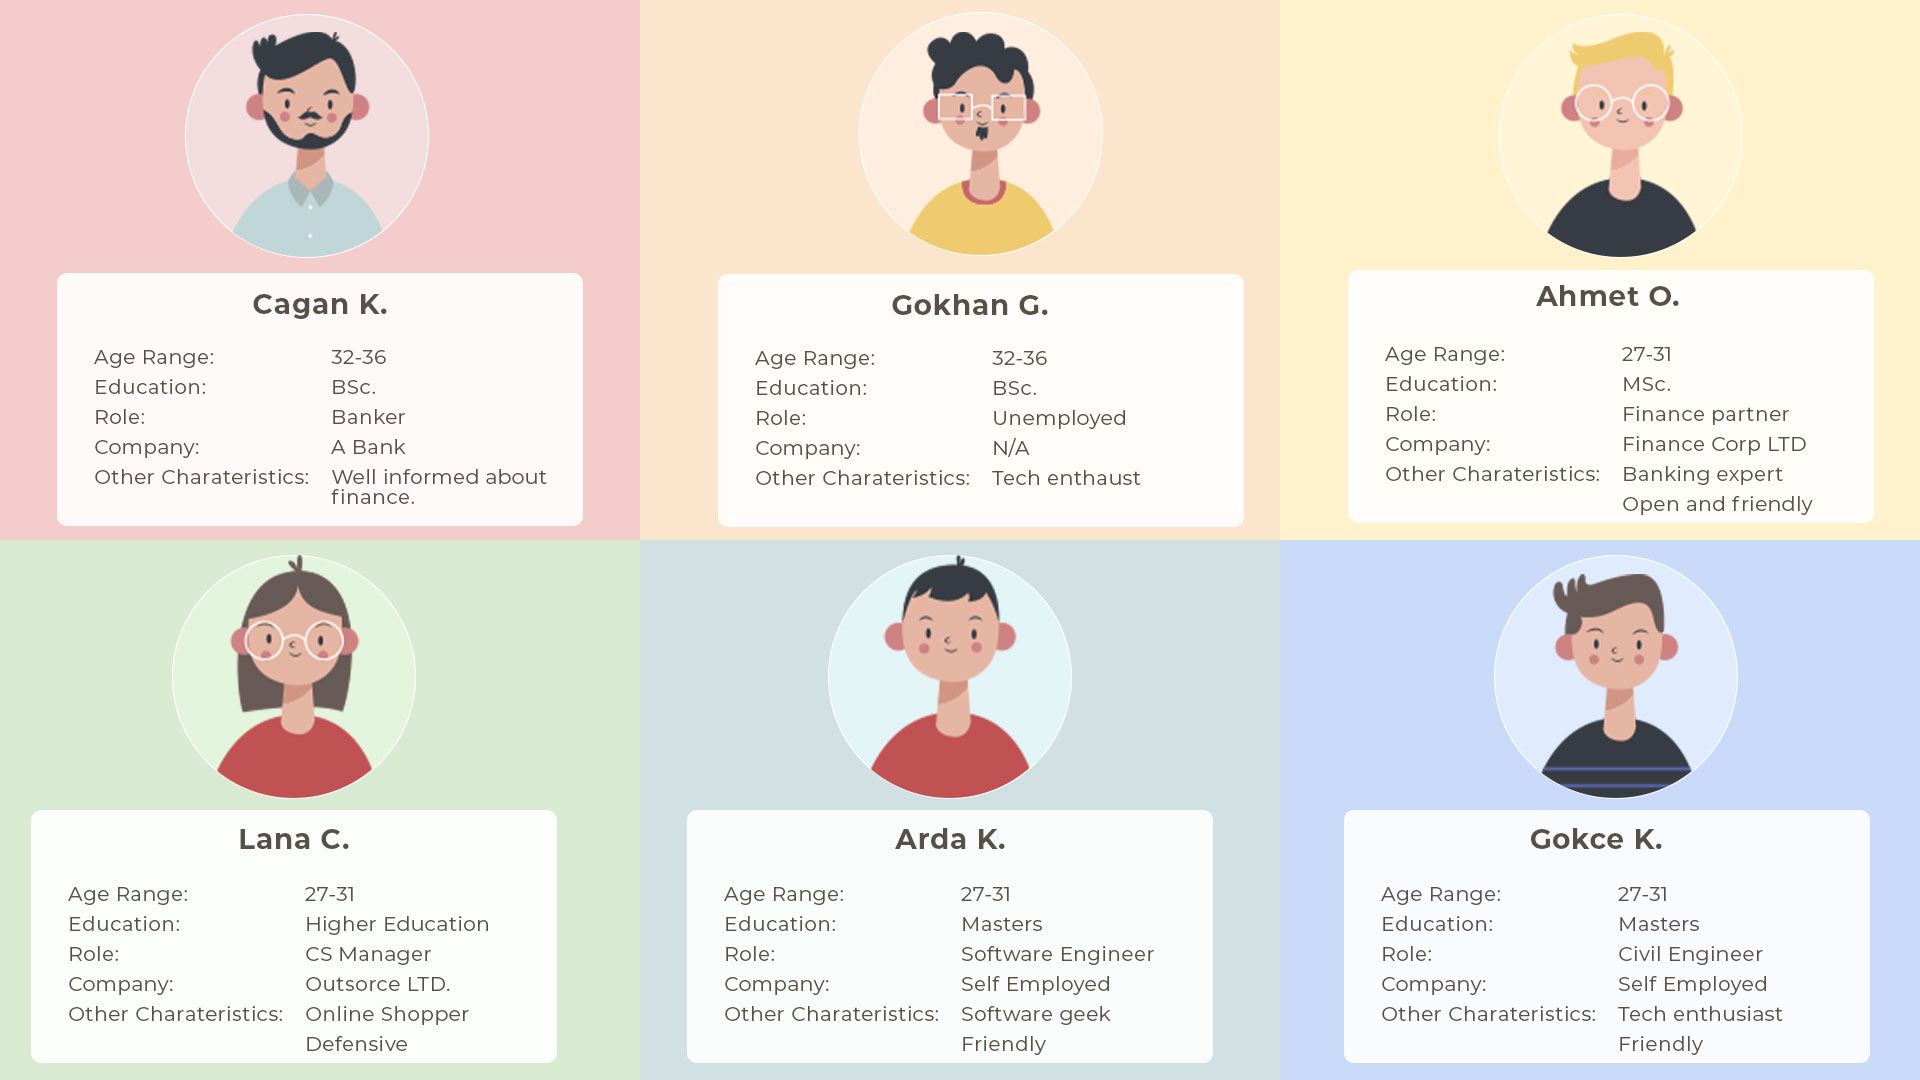 Cagan K.
Age Range: 32-36
Education: BSc.
Role: Banker
Company: A Bank
Other Charateristics: Well informed about
finance.
Gokhan G.
Age Range: 32-36
Education: BSc.
Role: Unemployed
Company: N/A
Other Charateristics: Tech enthaust
Ahmet O.
Age Range: 27-31
Education: MSc.
Role: Finance partner
Company: Finance Corp LTD
Other Charateristics: Banking expert
Open and friendly
Lana C.
Age Range: 27-31
Education: Higher Education
Role: CS Manager
Company: Outsorce LTD.
Other Charateristics: Online Shopper
Defensive
Arda K.
Age Range: 27-31
Education: Masters
Role: Software Engineer
Company: Self Employed
Other Charateristics: Software geek
Friendly
Gokce K.
Age Range: 27-31
Education: Masters
Role: Civil Engineer
Company: Self Employed
Other Charateristics: Tech enthusiast
Friendly